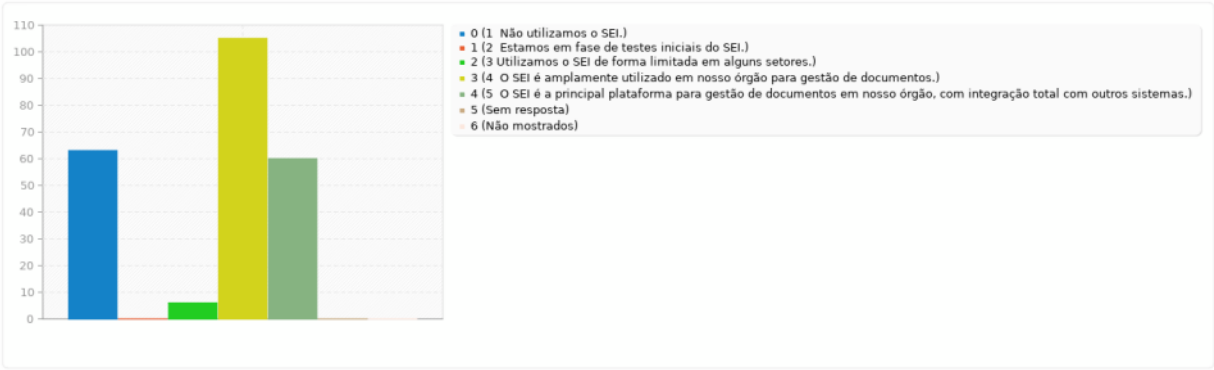 110
100
90
80
70
60
50
40
30
20
10
0
0 (1  Não utilizamos o SEI.)
1 (2  Estamos em fase de testes iniciais do SEI.)
2 (3 Utilizamos o SEI de forma limitada em alguns setores.)
3 (4  O SEI é amplamente utilizado em nosso órgão para gestão de documentos.)
4 (5  O SEI é a principal plataforma para gestão de documentos em nosso órgão, com integração total com outros sistemas.)
5 (Sem resposta)
6 (Não mostrados)